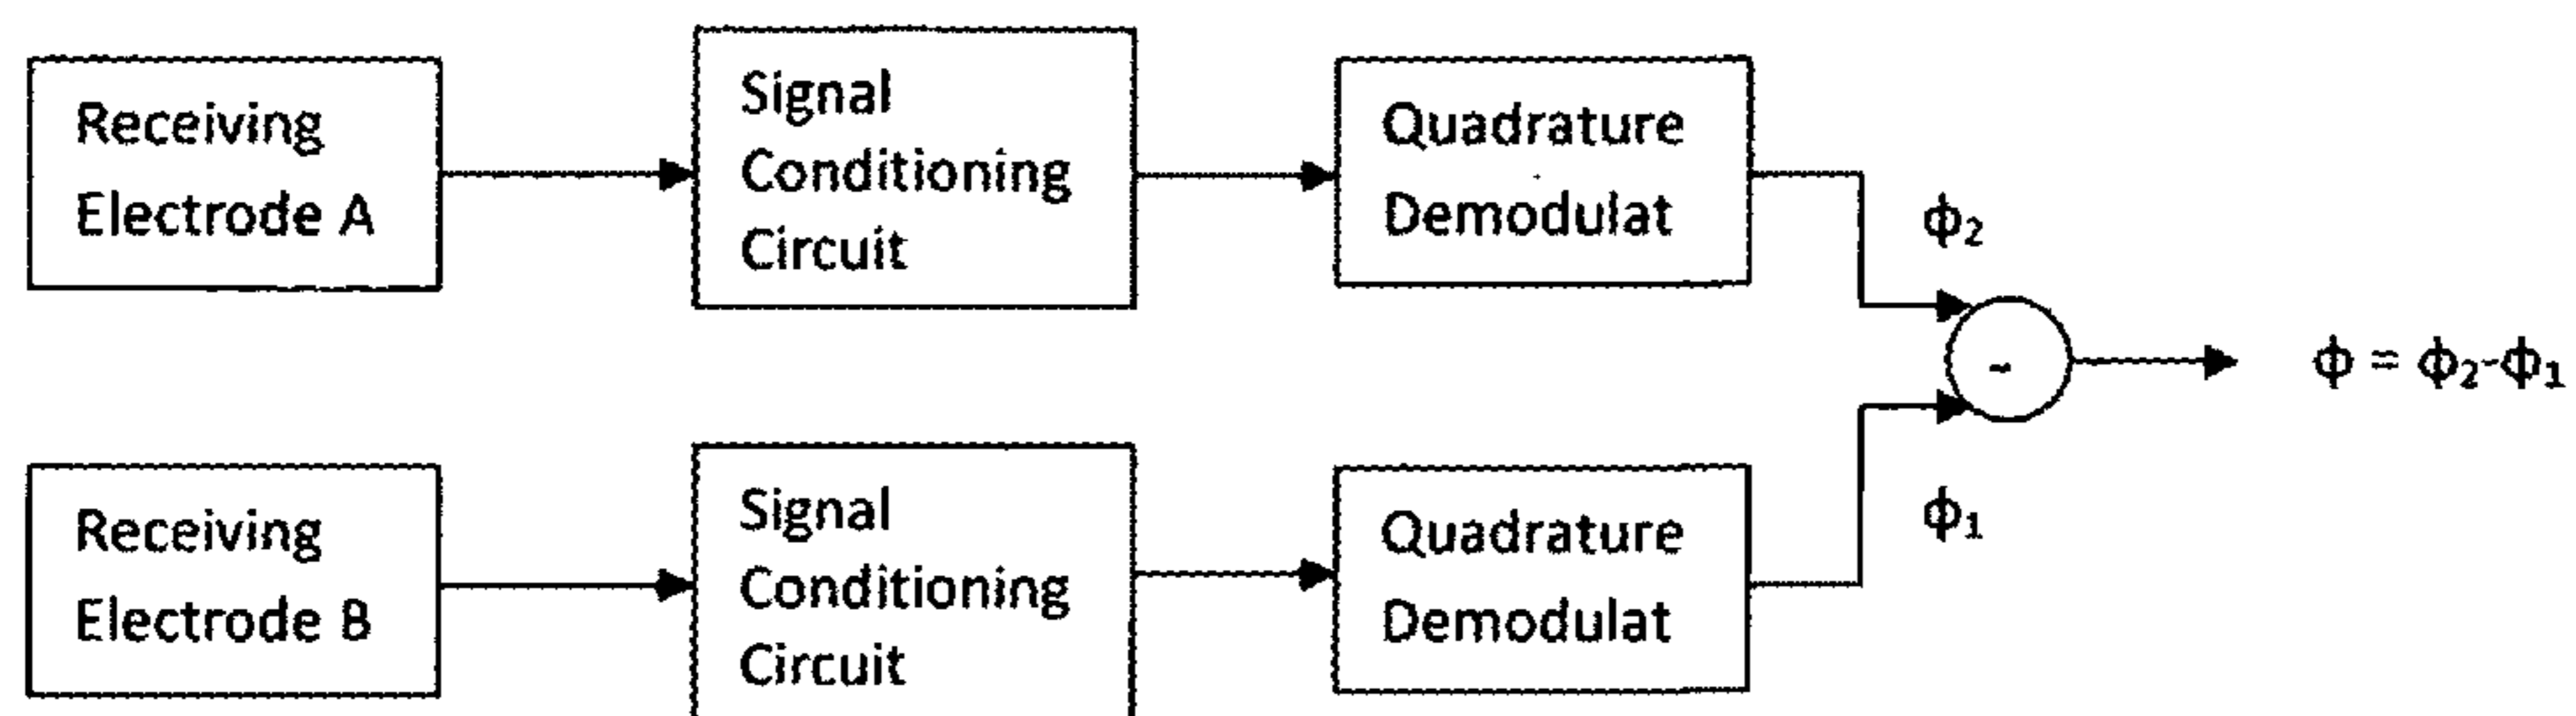 Receiving
Electrode A
Signal
Conditioning
Circuit
Quadrature
Demodulat
ϕ₂
-
ϕ = ϕ₂-ϕ₁
Receiving
Electrode B
Signal
Conditioning
Circuit
Quadrature
Demodulat
ϕ₁